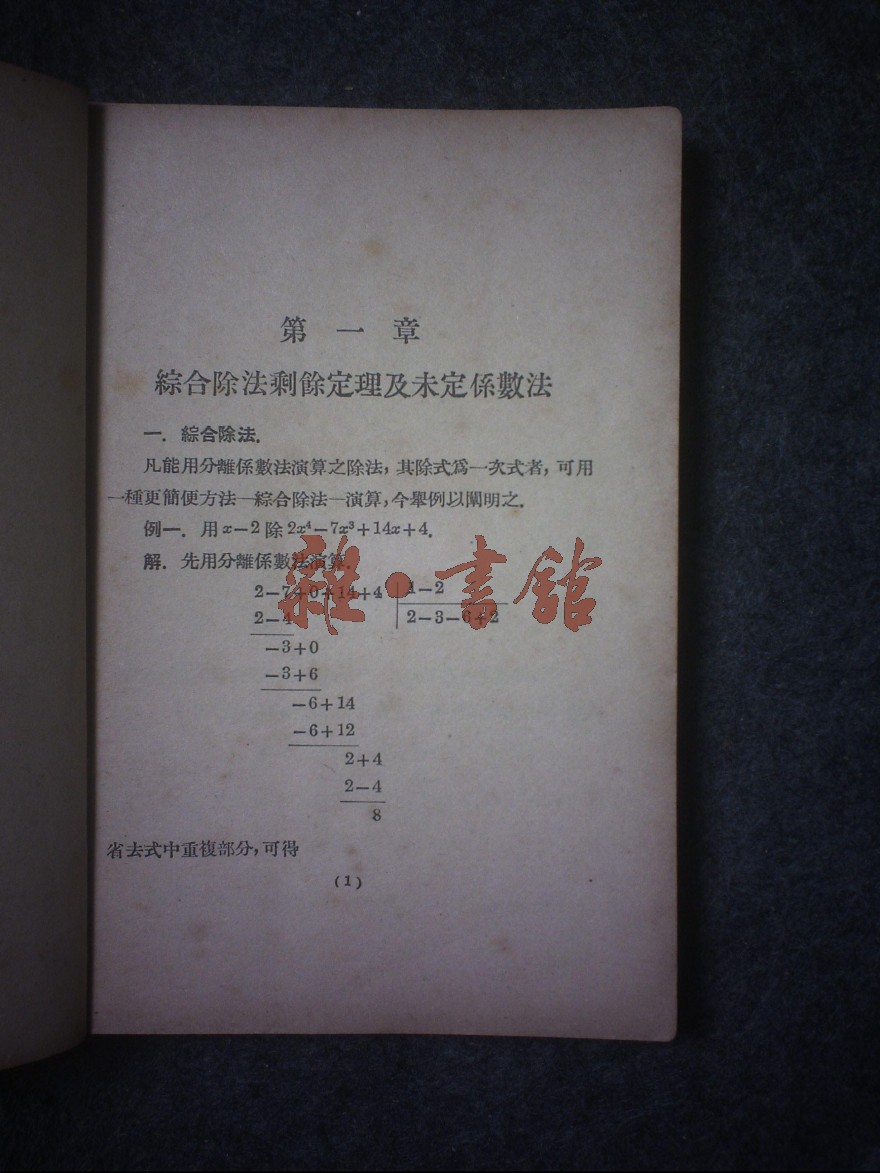 第一章
綜合除法剩餘定理及未定係數法
一．綜合除法．
凡能用分離係數法演算之除法，其除式爲一次式者，可用
一種更簡便方法—綜合除法—演算，今舉例以闡明之．
例一．用x−2除2x⁴−7x³+14x+4．
解．先用分離係數法演算．
2−7+0+14+4 1−2
2−4 2−3−6+2
−3+0
−3+6
−6+14
−6+12
2+4
2−4
8
省去式中重複部分，可得
(1)
雜·書館